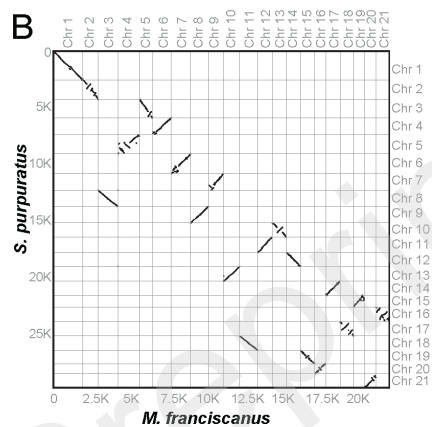 B
Chr 1 Chr 2 Chr 3 Chr 4 Chr 5 Chr 6 Chr 7 Chr 8 Chr 9 Chr 10 Chr 11 Chr 12 Chr 13 Chr 14 Chr 15 Chr 16 Chr 17 Chr 18 Chr 19 Chr 20 Chr 21
0
Chr 1
Chr 2
5K Chr 3
Chr 4
Chr 5
10K Chr 6
Chr 7
Chr 8
15K Chr 9
Chr 10
Chr 11
Chr 12
20K Chr 13
Chr 14
Chr 15
Chr 16
25K Chr 17
Chr 18
Chr 19
Chr 20
Chr 21
S. purpuratus
0 2.5K 5K 7.5K 10K 12.5K 15K 17.5K 20K
M. franciscanus
reprint